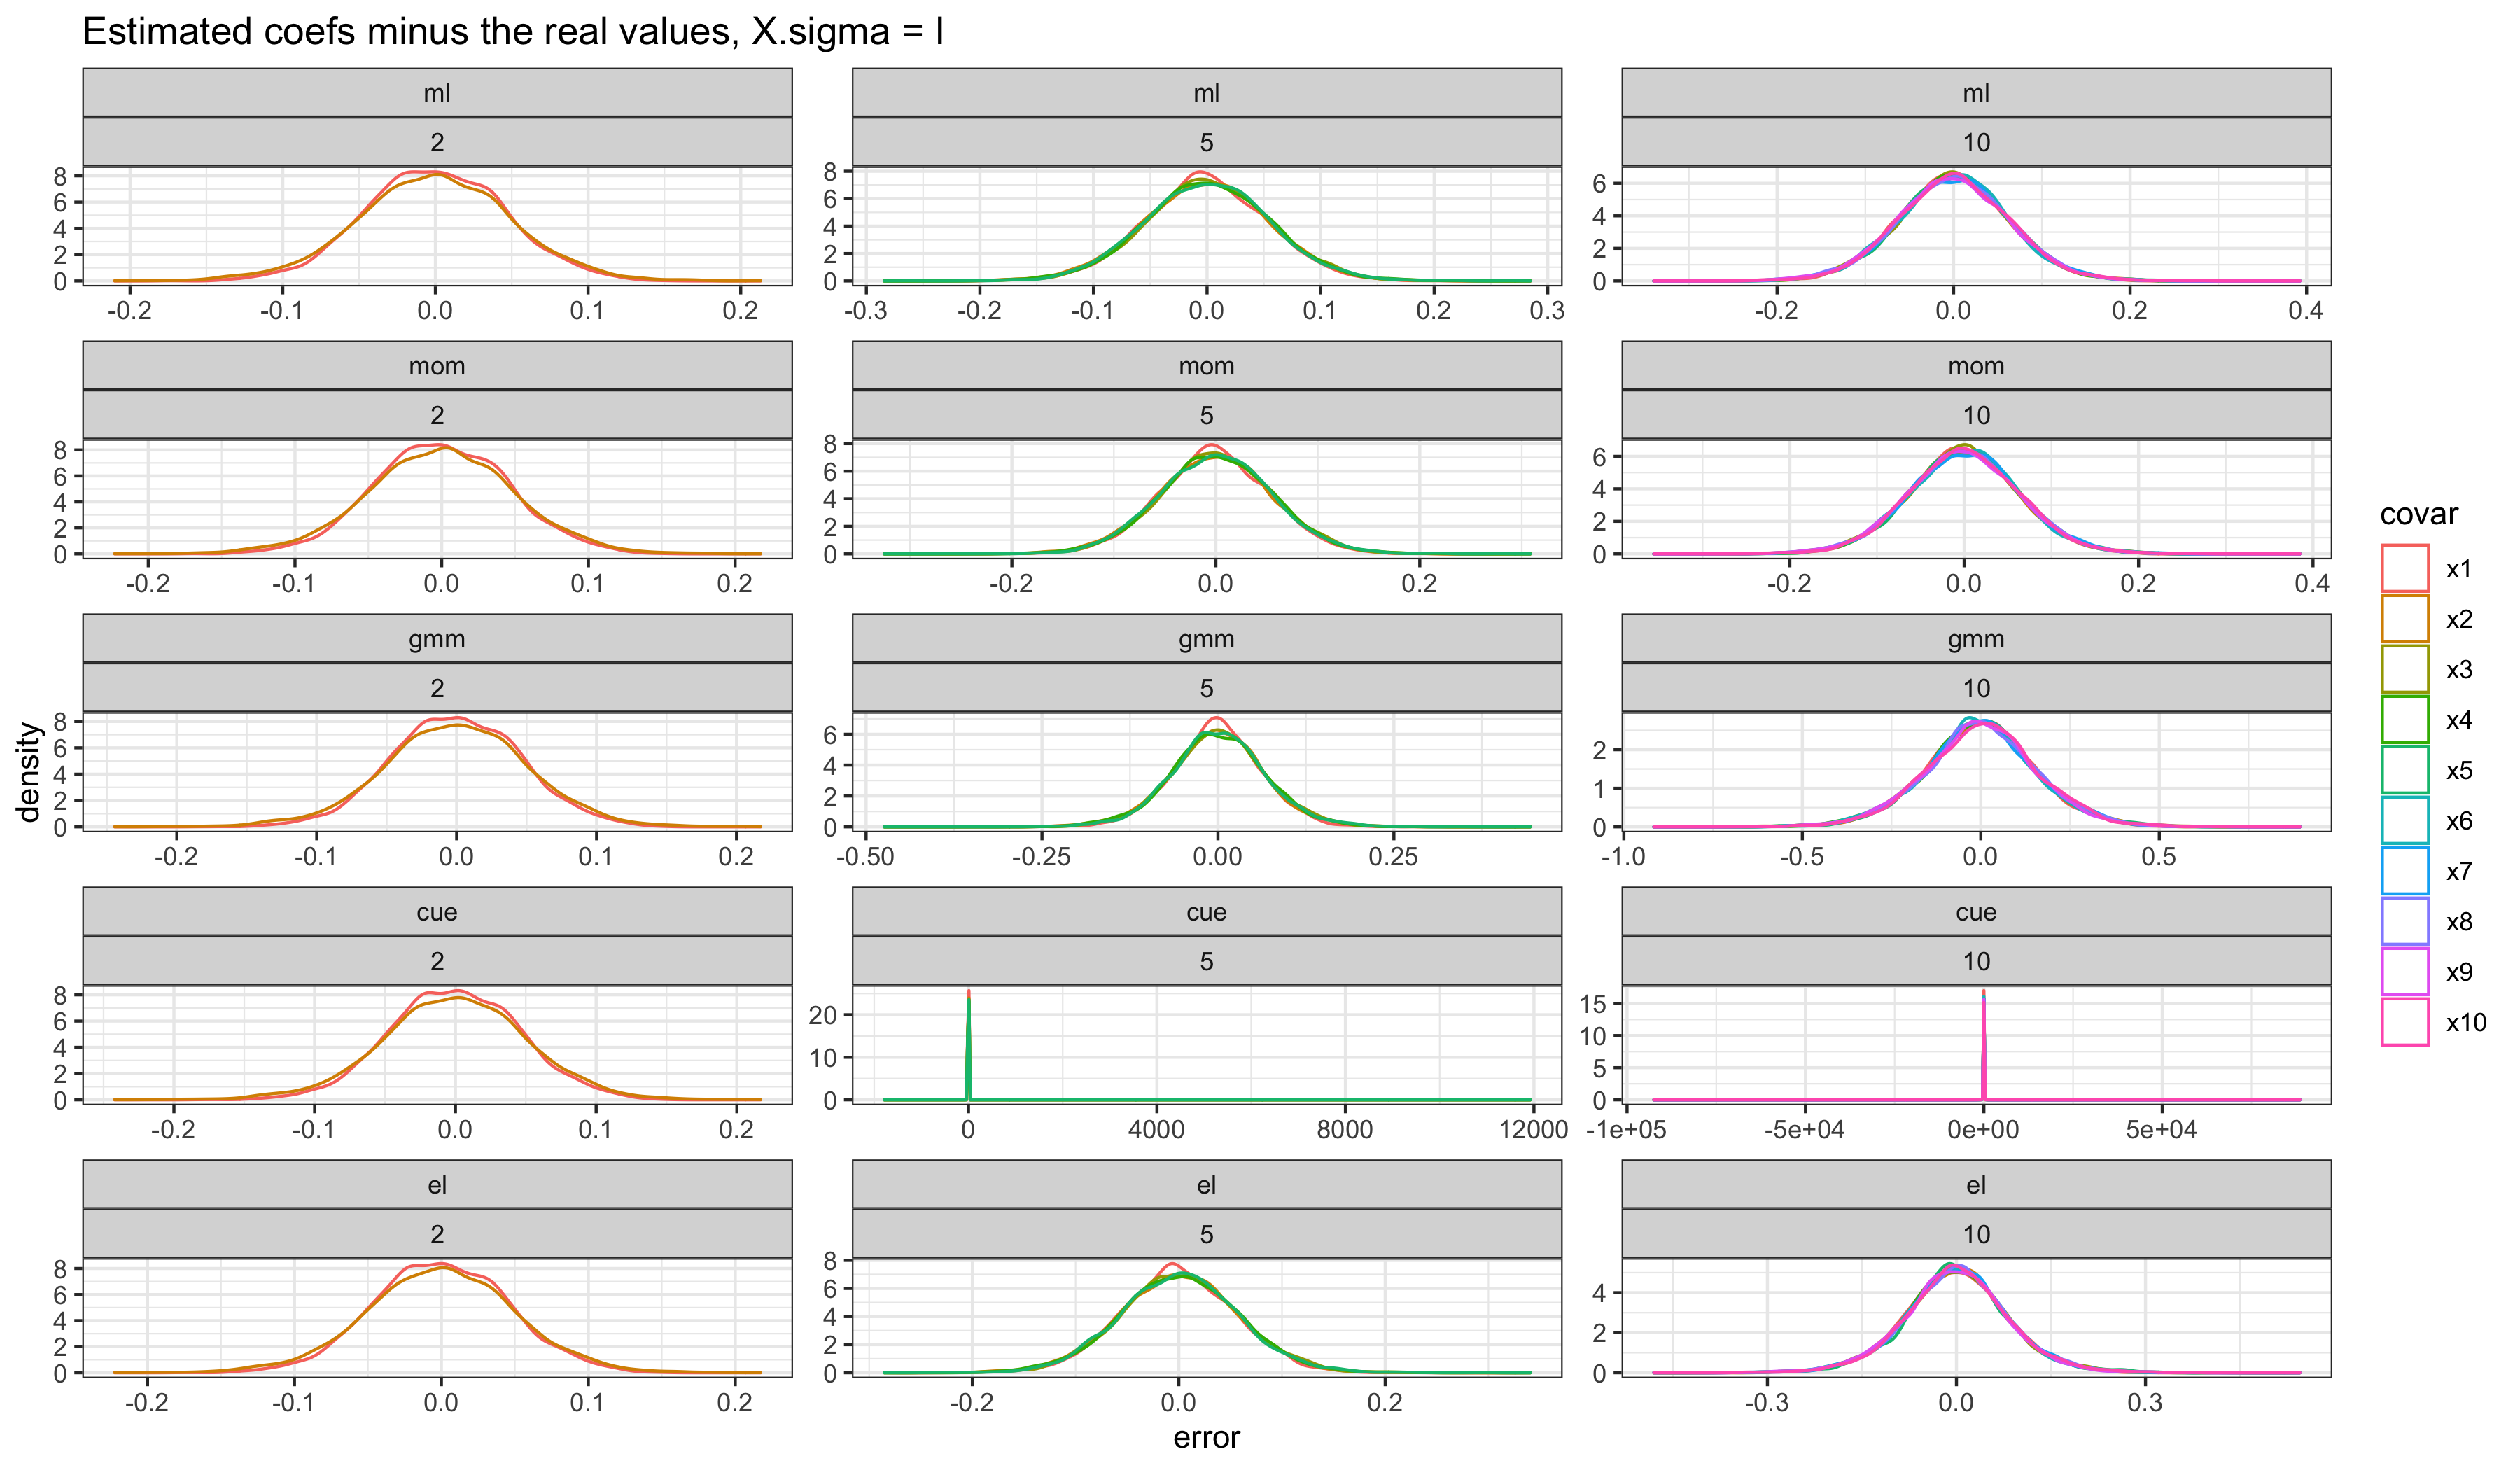 Estimated coefs minus the real values, X.sigma = I
ml ml ml
2 5 10
8 8
6 6 6
4 4 4
2 2 2
0 0 0
-0.2 -0.1 0.0 0.1 0.2 -0.3 -0.2 -0.1 0.0 0.1 0.2 0.3 -0.2 0.0 0.2 0.4
mom mom mom
2 5 10
8 8
6 6 6
4 4 4
2 2 2
0 0 0
-0.2 -0.1 0.0 0.1 0.2 -0.2 0.0 0.2 -0.2 0.0 0.2 0.4
gmm gmm gmm
2 5 10
8
6 6
4 4 2
2 2 1
0 0 0
-0.2 -0.1 0.0 0.1 0.2 -0.50 -0.25 0.00 0.25 -1.0 -0.5 0.0 0.5
cue cue cue
2 5 10
8 15
6 20
4 10 10
2 5
0 0 0
-0.2 -0.1 0.0 0.1 0.2 0 4000 8000 12000 -1e+05 -5e+04 0e+00 5e+04
el el el
2 5 10
8 8
6 6
4 4 4
2 2 2
0 0 0
-0.2 -0.1 0.0 0.1 0.2 -0.2 0.0 0.2 -0.3 0.0 0.3
density
error
covar
x1
x2
x3
x4
x5
x6
x7
x8
x9
x10